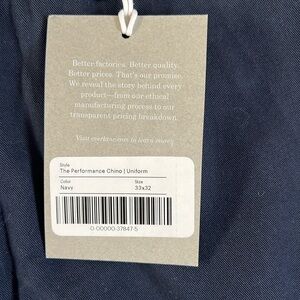 Better factories. Better quality.
Better prices. That's our promise.
We reveal the story behind every
product—from our ethical
manufacturing process to our
transparent pricing breakdown.
Visit everlane.com to learn more.
Style
The Performance Chino | Uniform
Color Size
Navy 33x32
0-00000-37847-5